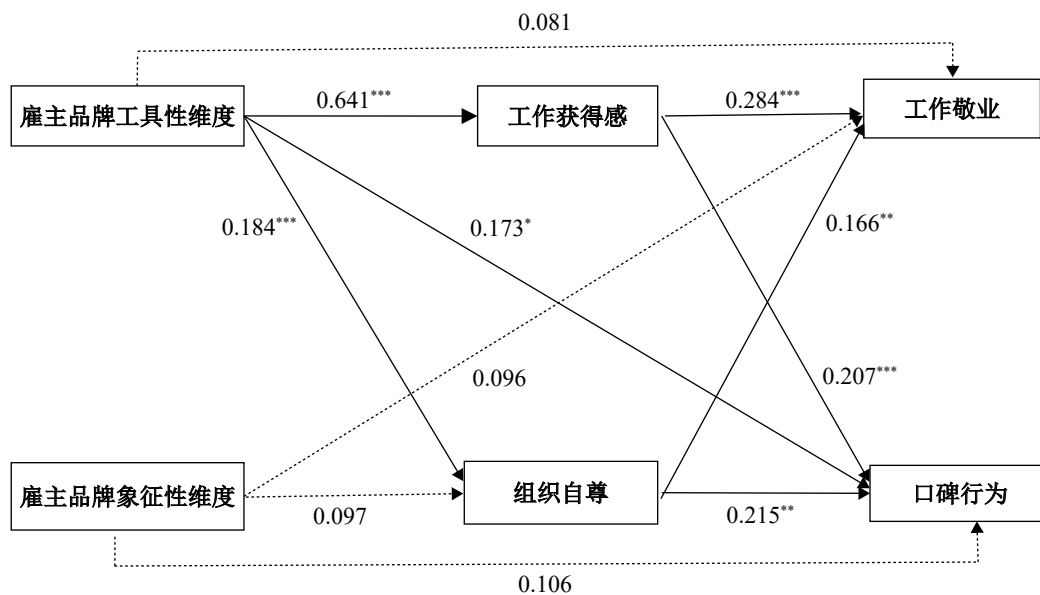 0.081
雇主品牌工具性维度
0.641***
工作获得感
0.284***
工作敬业
0.184***
0.173*
0.166**
0.096
0.207***
雇主品牌象征性维度
0.097
组织自尊
0.215**
口碑行为
0.106